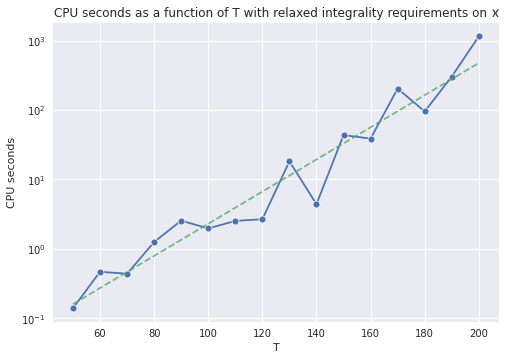 CPU seconds as a function of T with relaxed integrality requirements on x
10³
10²
10¹
10⁰
10⁻¹
CPU seconds
60 80 100 120 140 160 180 200
T